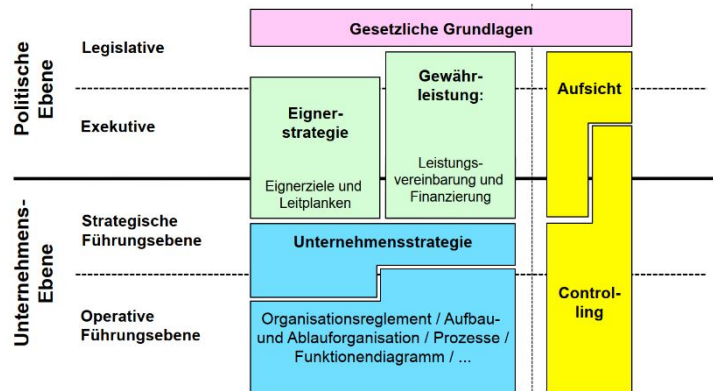 Politische
Ebene
Legislative
Exekutive
Gesetzliche Grundlagen
Eigner-
strategie
Eignerziele und
Leitplanken
Gewähr-
leistung:
Leistungs-
vereinbarung und
Finanzierung
Aufsicht
Unternehmens-
Ebene
Strategische
Führungsebene
Operative
Führungsebene
Unternehmensstrategie
Organisationsreglement / Aufbau-
und Ablauforganisation / Prozesse /
Funktionendiagramm / ...
Control-
ling